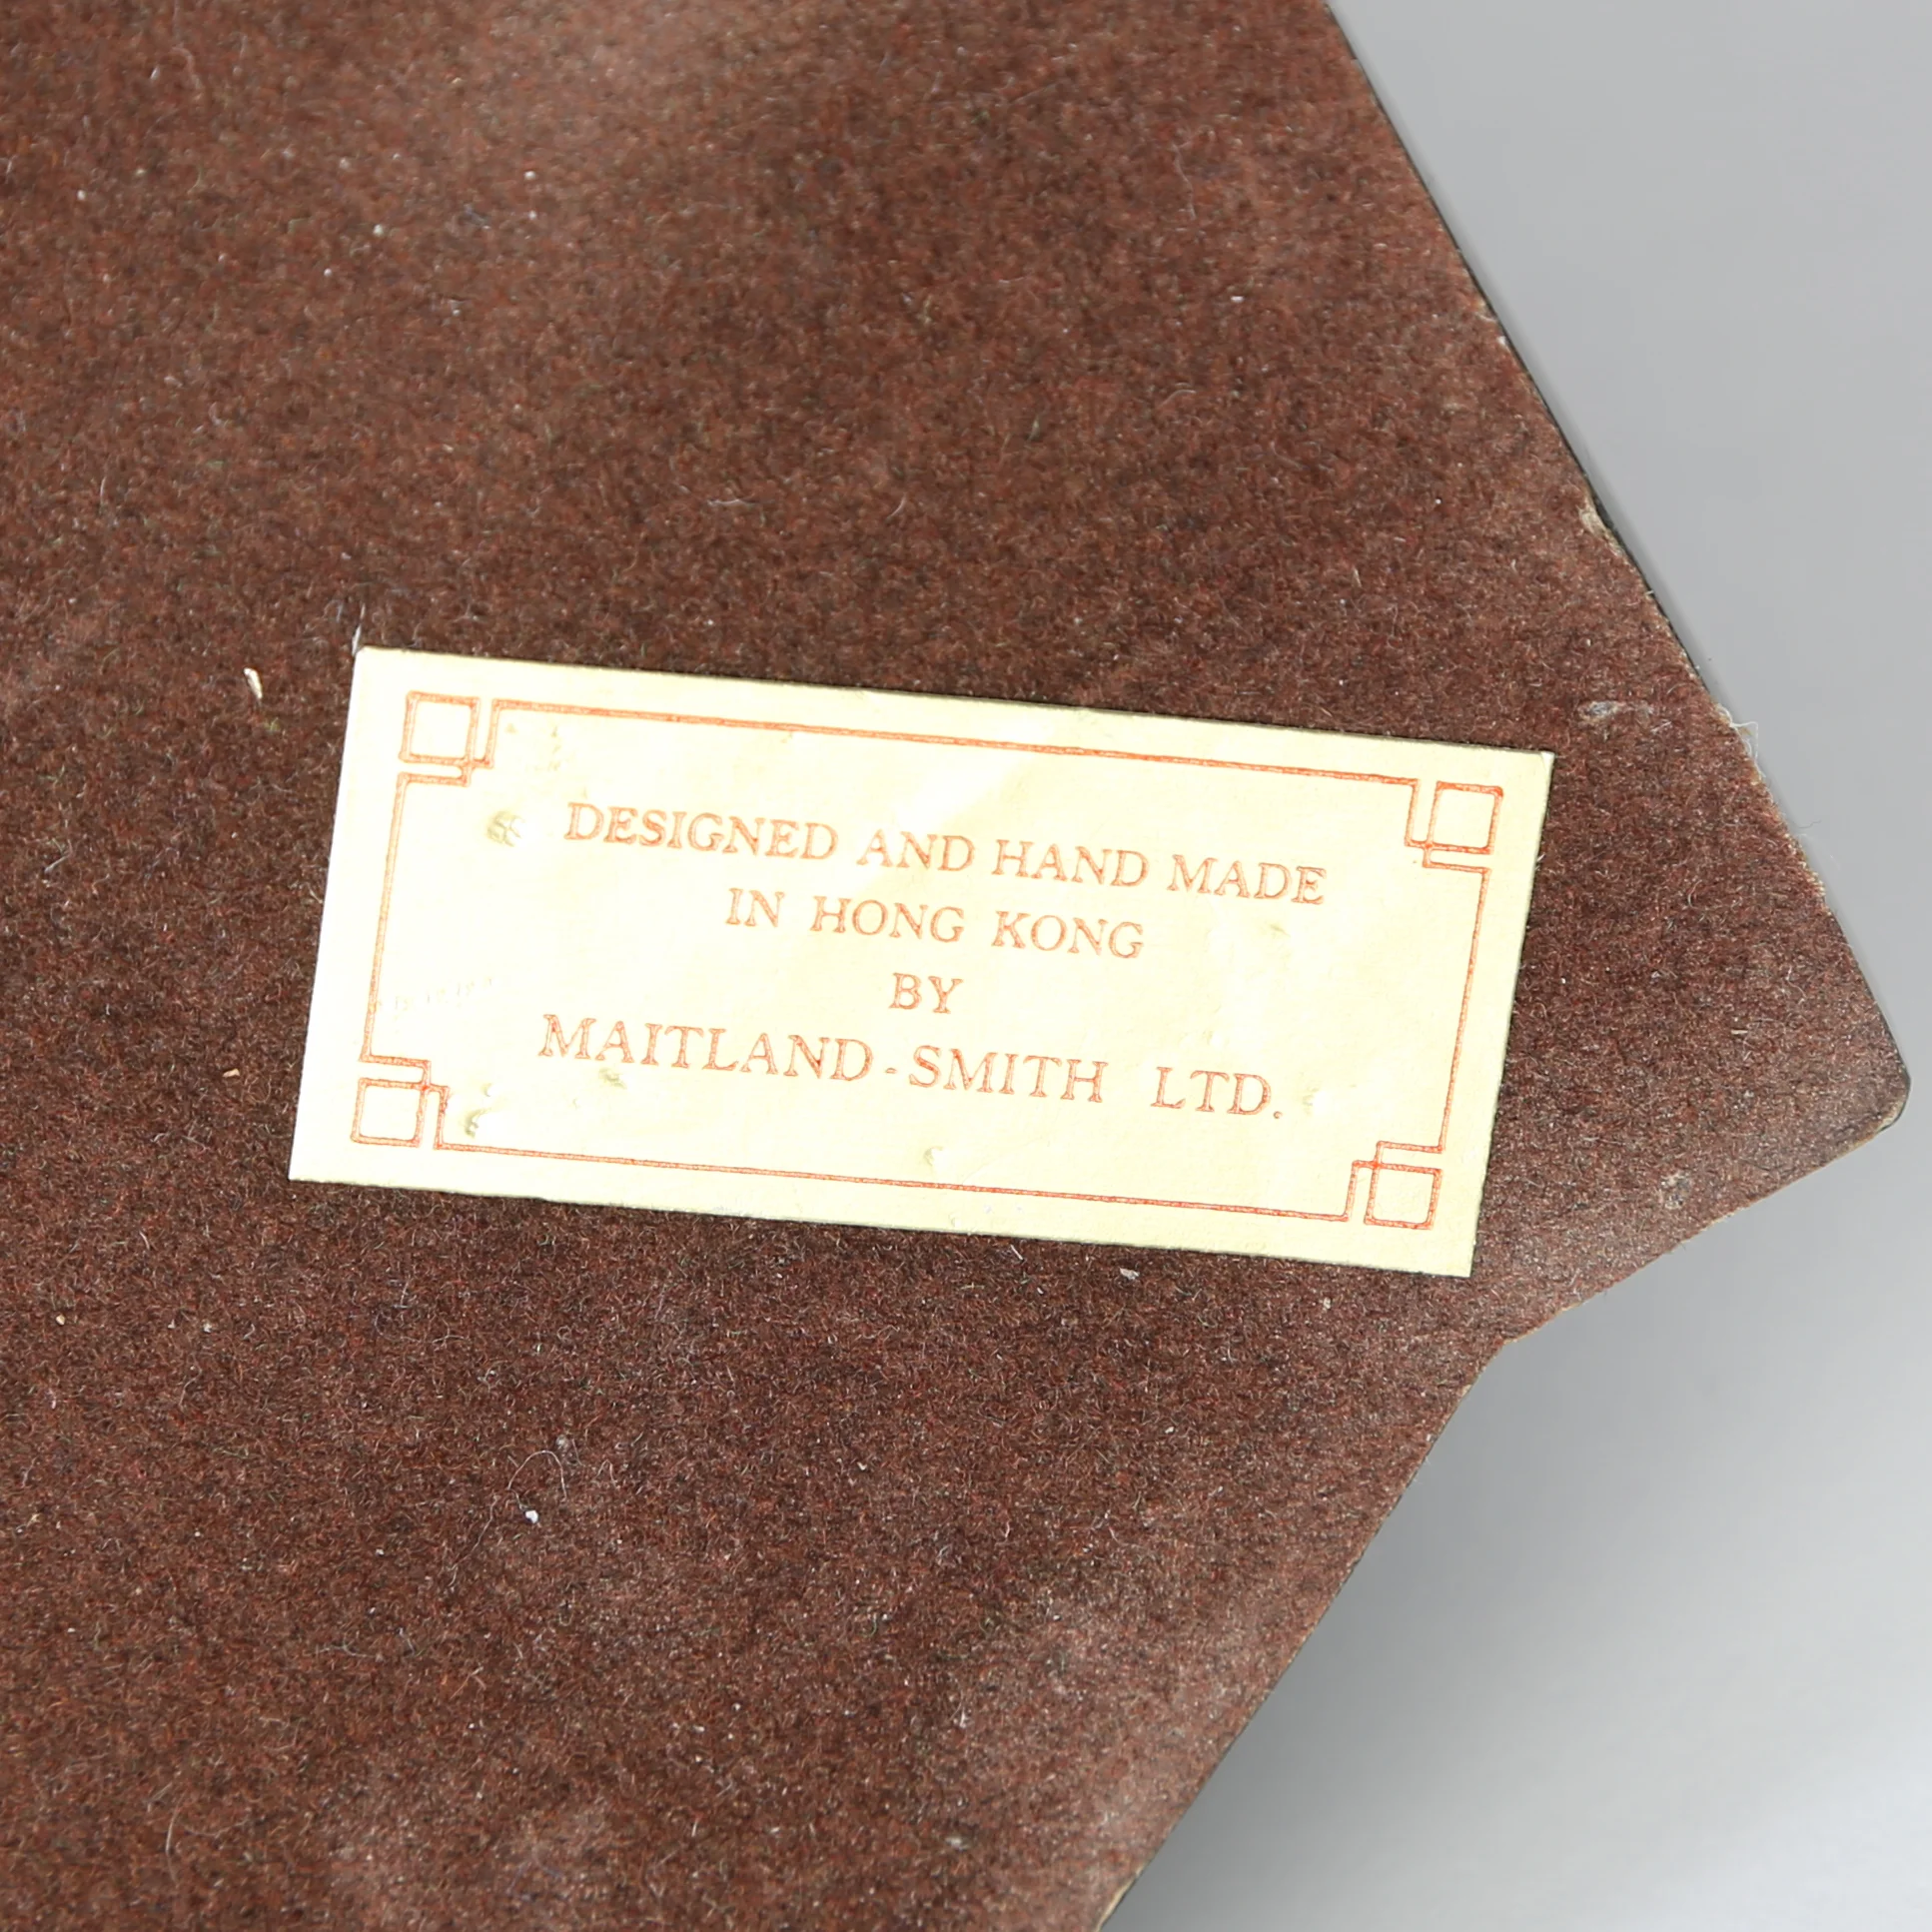 DESIGNED AND HAND MADE
IN HONG KONG
BY
MAITLAND-SMITH LTD.